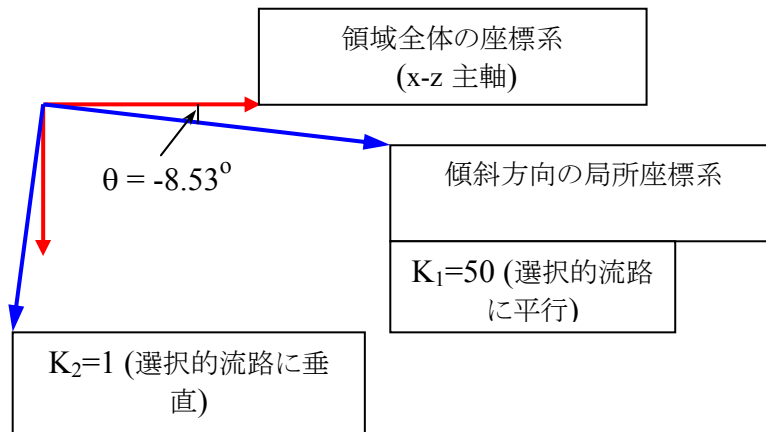 領域全体の座標系
(x-z 主軸)
θ = -8.53°
傾斜方向の局所座標系
K₁=50 (選択的流路
に平行)
K₂=1 (選択的流路に垂
直)